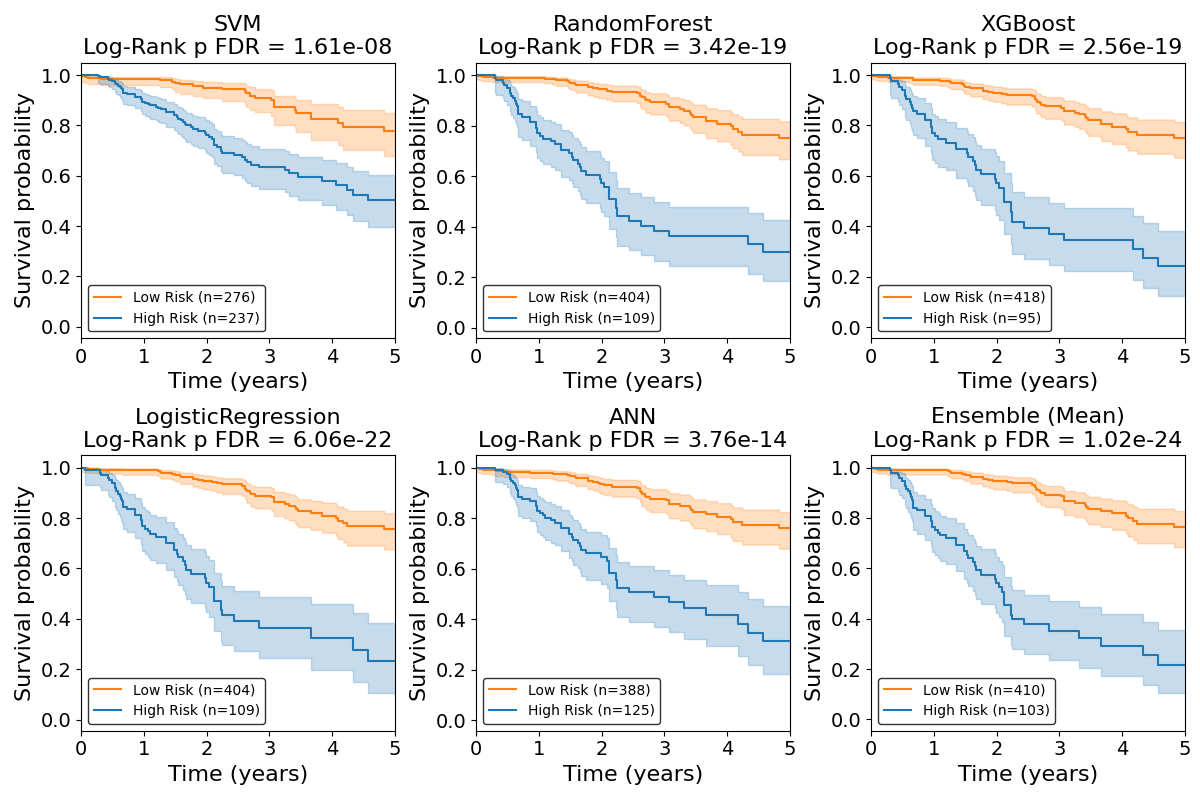 SVM
Log-Rank p FDR = 1.61e-08
Survival probability
1.0
0.8
0.6
0.4
0.2
0.0
Low Risk (n=276)
High Risk (n=237)
0 1 2 3 4 5
Time (years)
RandomForest
Log-Rank p FDR = 3.42e-19
Survival probability
1.0
0.8
0.6
0.4
0.2
0.0
Low Risk (n=404)
High Risk (n=109)
0 1 2 3 4 5
Time (years)
XGBoost
Log-Rank p FDR = 2.56e-19
Survival probability
1.0
0.8
0.6
0.4
0.2
0.0
Low Risk (n=418)
High Risk (n=95)
0 1 2 3 4 5
Time (years)
LogisticRegression
Log-Rank p FDR = 6.06e-22
Survival probability
1.0
0.8
0.6
0.4
0.2
0.0
Low Risk (n=404)
High Risk (n=109)
0 1 2 3 4 5
Time (years)
ANN
Log-Rank p FDR = 3.76e-14
Survival probability
1.0
0.8
0.6
0.4
0.2
0.0
Low Risk (n=388)
High Risk (n=125)
0 1 2 3 4 5
Time (years)
Ensemble (Mean)
Log-Rank p FDR = 1.02e-24
Survival probability
1.0
0.8
0.6
0.4
0.2
0.0
Low Risk (n=410)
High Risk (n=103)
0 1 2 3 4 5
Time (years)